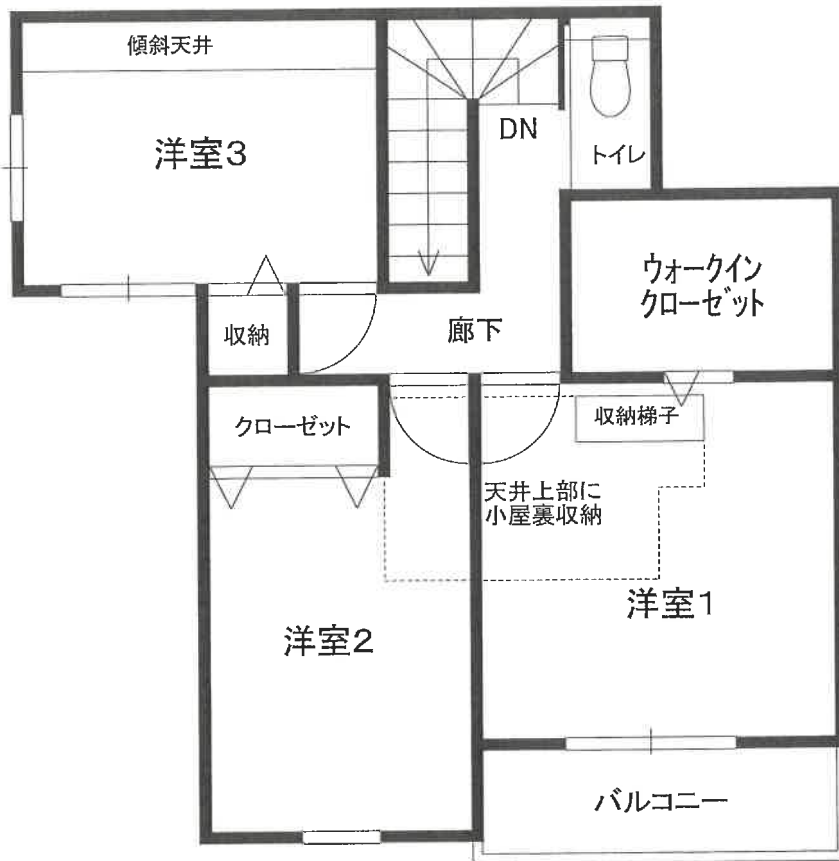 傾斜天井
洋室3
DN
トイレ
ウォークイン
クローゼット
収納
廊下
クローゼット
収納梯子
天井上部に
小屋裏収納
洋室1
洋室2
バルコニー